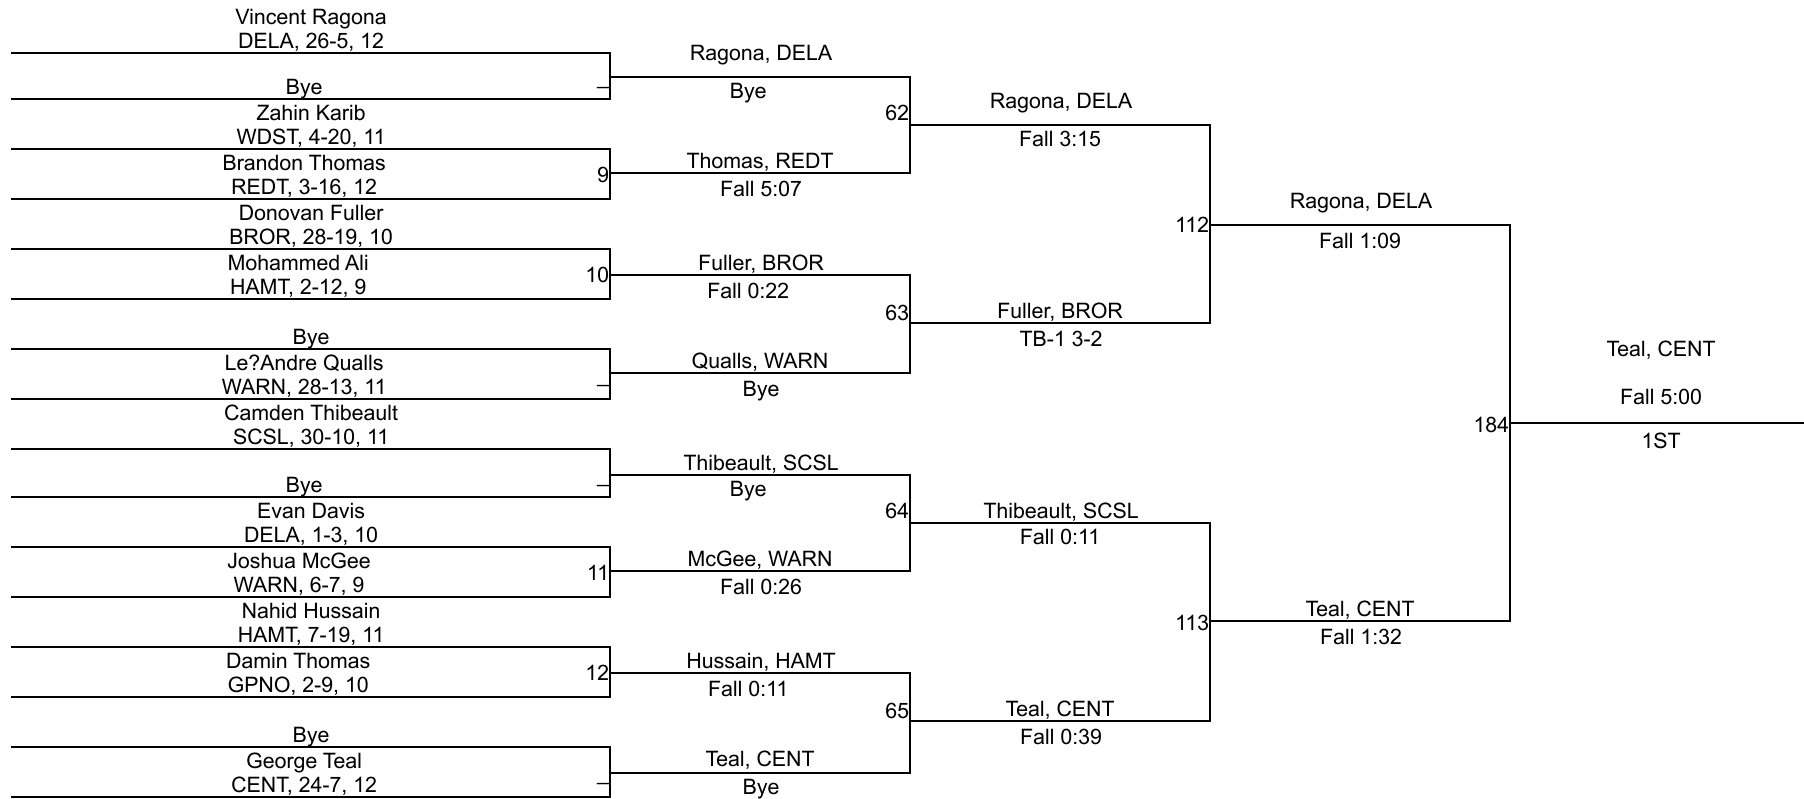 Vincent Ragona
DELA, 26-5, 12
Bye
Zahin Karib
WDST, 4-20, 11
Brandon Thomas
REDT, 3-16, 12
9
Donovan Fuller
BROR, 28-19, 10
Mohammed Ali
HAMT, 2-12, 9
10
Bye
Le?Andre Qualls
WARN, 28-13, 11
Camden Thibeault
SCSL, 30-10, 11
Bye
Evan Davis
DELA, 1-3, 10
Joshua McGee
WARN, 6-7, 9
11
Nahid Hussain
HAMT, 7-19, 11
Damin Thomas
GPNO, 2-9, 10
12
Bye
George Teal
CENT, 24-7, 12
Ragona, DELA
Bye
62
Thomas, REDT
Fall 5:07
Fuller, BROR
Fall 0:22
63
Qualls, WARN
Bye
Thibeault, SCSL
Bye
64
McGee, WARN
Fall 0:26
Hussain, HAMT
Fall 0:11
65
Teal, CENT
Bye
Ragona, DELA
Fall 3:15
112
Fuller, BROR
TB-1 3-2
Thibeault, SCSL
Fall 0:11
113
Teal, CENT
Fall 0:39
Ragona, DELA
Fall 1:09
184
Teal, CENT
Fall 1:32
Teal, CENT
Fall 5:00
1ST